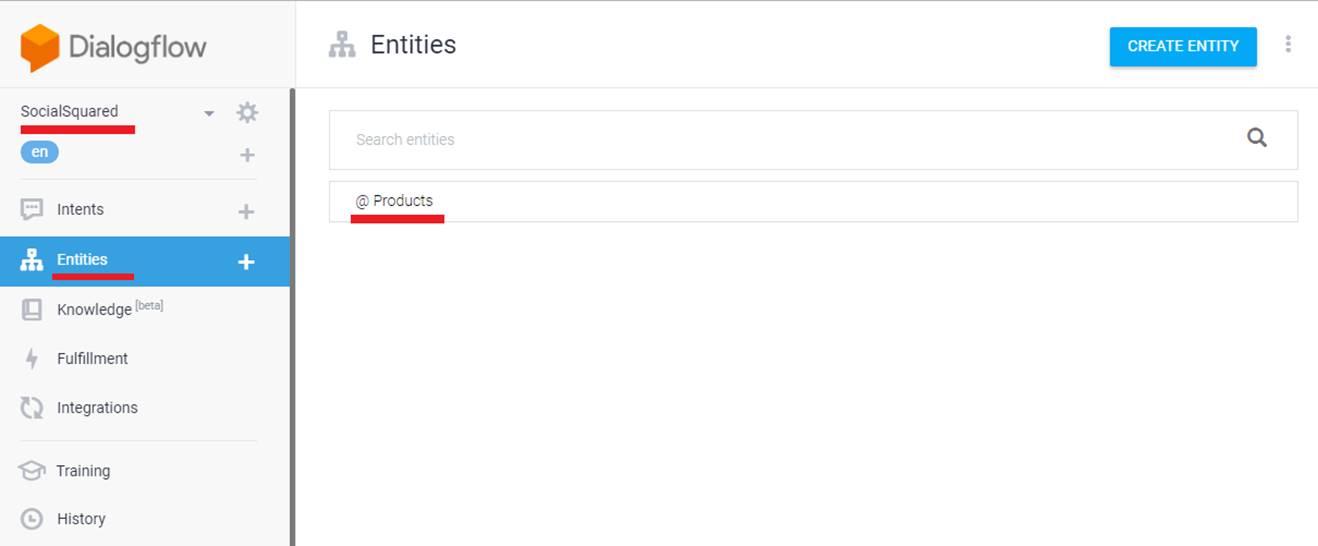 Dialogflow
SocialSquared
en
Intents
Entities
Knowledge [beta]
Fulfillment
Integrations
Training
History
Entities
CREATE ENTITY
Search entities
@ Products